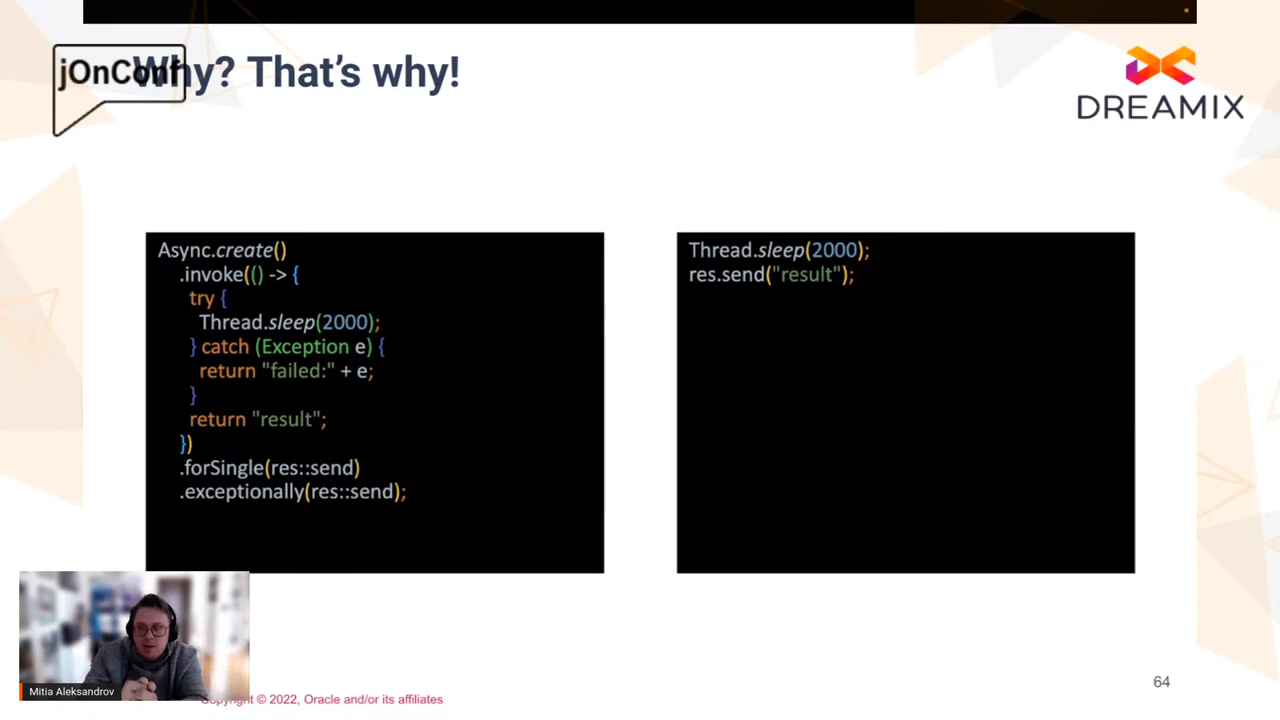 jOnConf
Why? That's why!
DREAMIX
Async.create()
.invoke(() -> {
try {
Thread.sleep(2000);
} catch (Exception e) {
return "failed:" + e;
}
return "result";
})
.forSingle(res::send)
.exceptionally(res::send);
Thread.sleep(2000);
res.send("result");
Mitia Aleksandrov
Copyright © 2022, Oracle and/or its affiliates
64